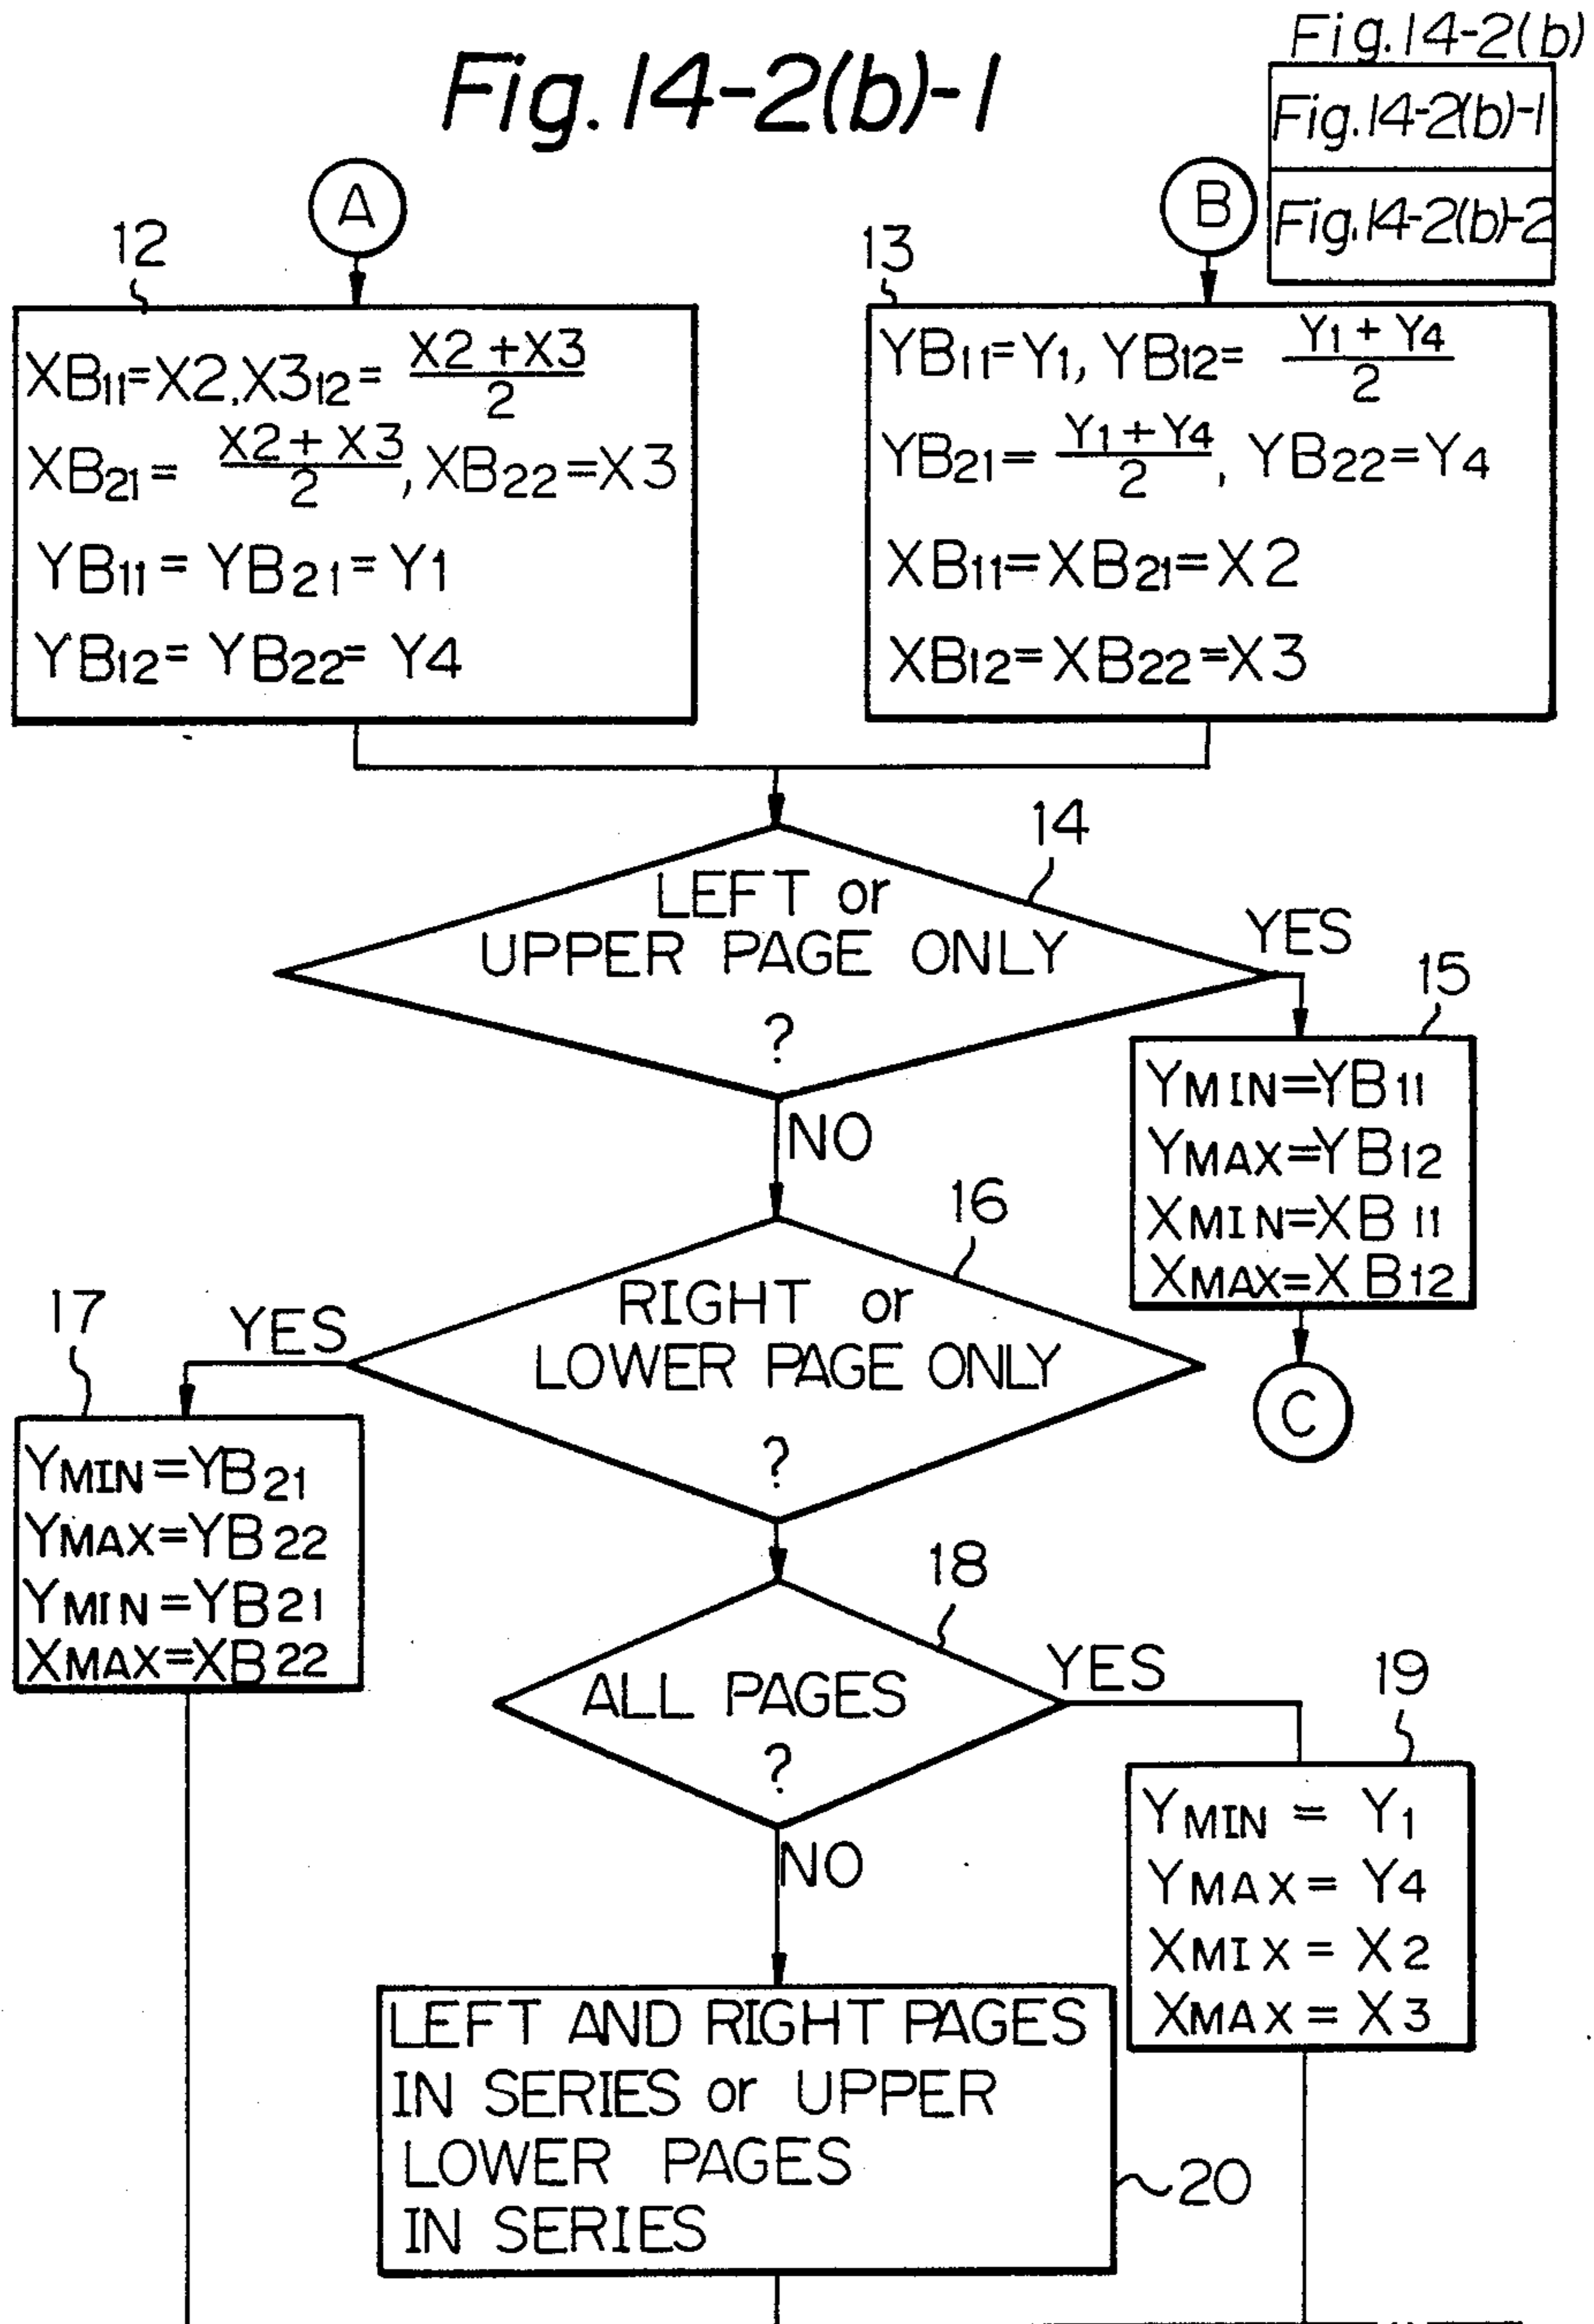 Fig.14-2(b)-1
Fig.14-2(b)
Fig.14-2(b)-1
Fig.14-2(b)-2
A
B
12
XB11=X2,X312= X2+X3/2
XB21= X2+X3/2, XB22=X3
YB11=YB21=Y1
YB12=YB22=Y4
13
YB11=Y1, YB12= Y1+Y4/2
YB21= Y1+Y4/2, YB22=Y4
XB11=XB21=X2
XB12=XB22=X3
14
LEFT or
UPPER PAGE ONLY
?
YES
NO
15
YMIN=YB11
YMAX=YB12
XMIN=XB11
XMAX=XB12
C
16
RIGHT or
LOWER PAGE ONLY
?
YES
17
YMIN=YB21
YMAX=YB22
YMIN=YB21
XMAX=XB22
18
ALL PAGES
?
YES
NO
19
YMIN = Y1
YMAX = Y4
XMIX = X2
XMAX = X3
LEFT AND RIGHT PAGES
IN SERIES or UPPER
LOWER PAGES
IN SERIES
20